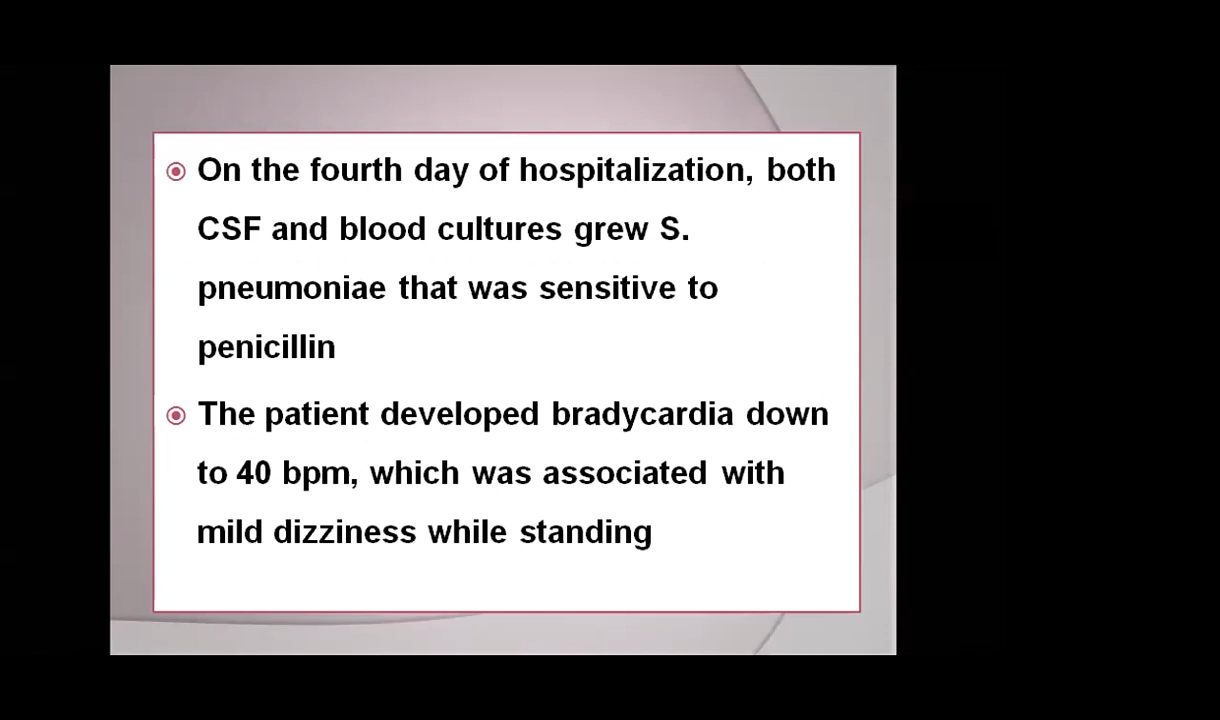 On the fourth day of hospitalization, both
CSF and blood cultures grew S.
pneumoniae that was sensitive to
penicillin
The patient developed bradycardia down
to 40 bpm, which was associated with
mild dizziness while standing